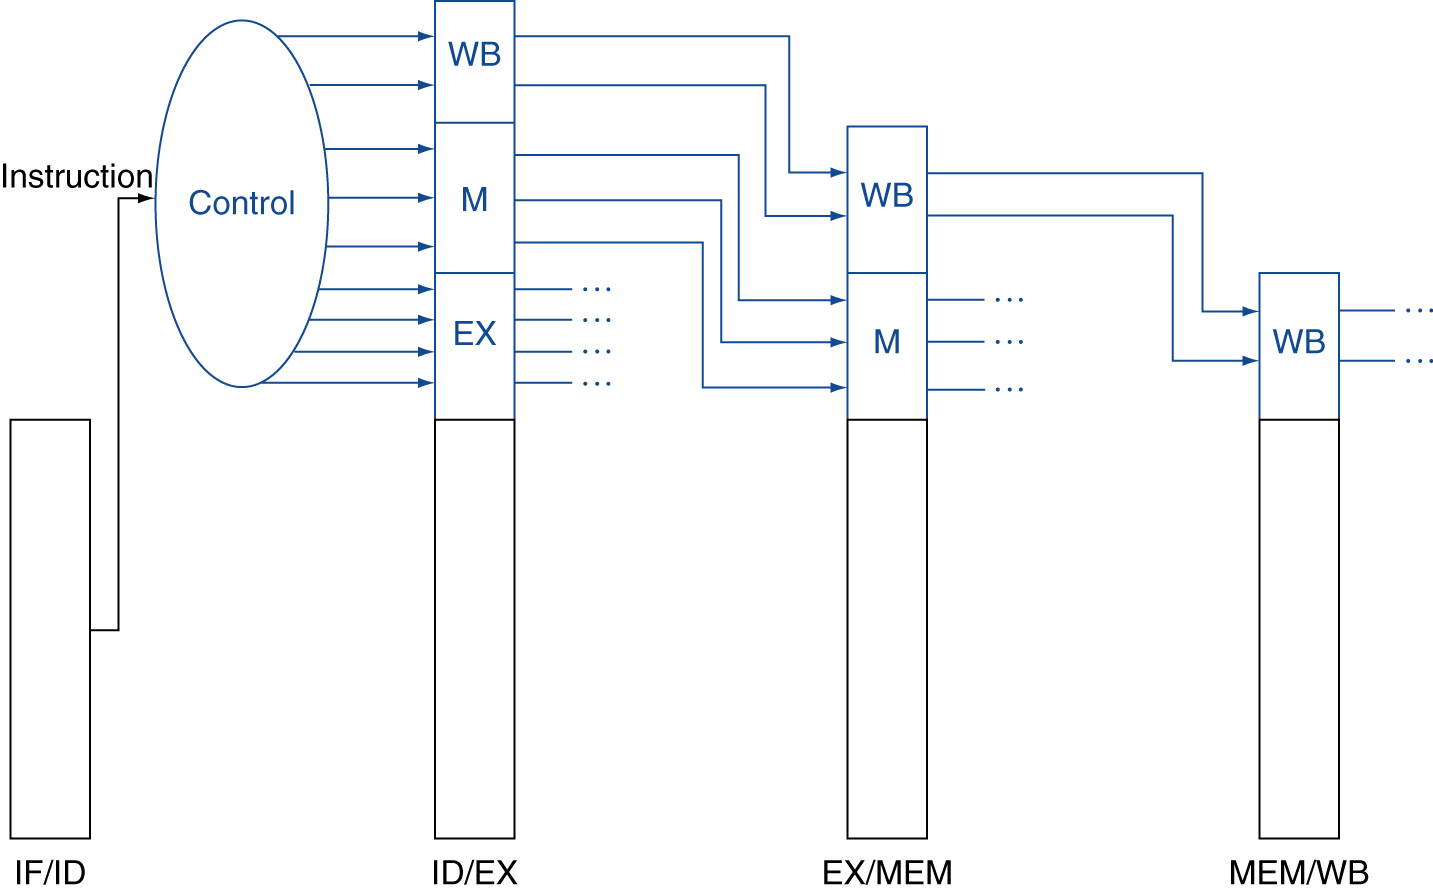 Instruction
Control
WB
M
EX
...
...
...
...
WB
M
...
...
...
WB
...
...
IF/ID
ID/EX
EX/MEM
MEM/WB